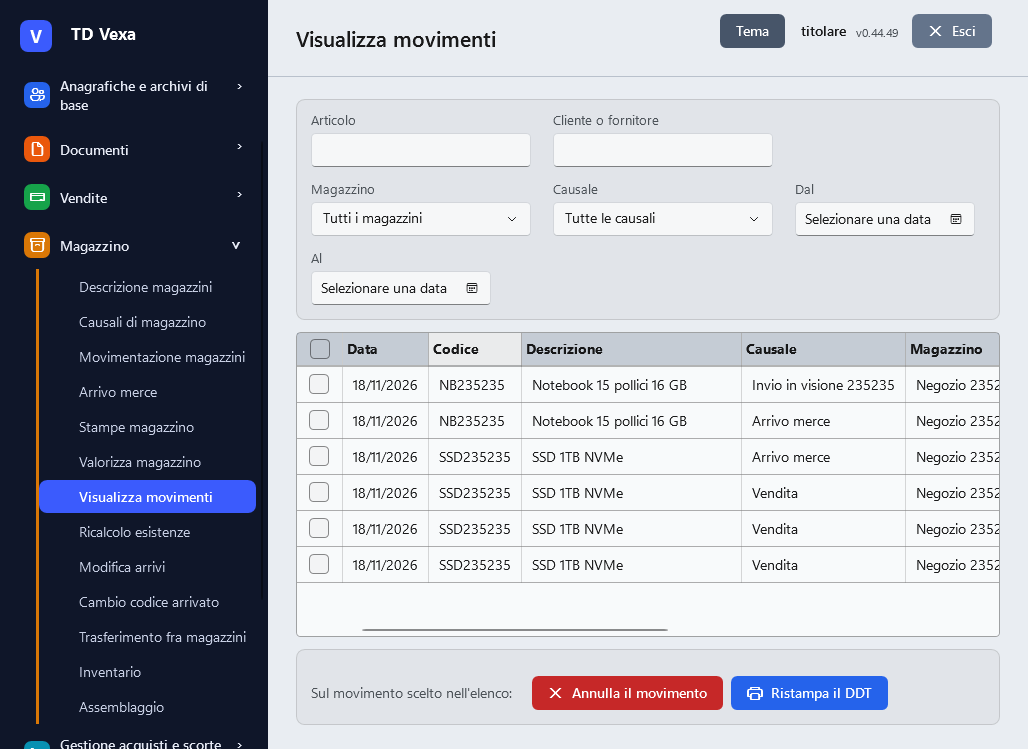 V TD Vexa
Anagrafiche e archivi di
base
Documenti
Vendite
Magazzino
Descrizione magazzini
Causali di magazzino
Movimentazione magazzini
Arrivo merce
Stampe magazzino
Valorizza magazzino
Visualizza movimenti
Ricalcolo esistenze
Modifica arrivi
Cambio codice arrivato
Trasferimento fra magazzini
Inventario
Assemblaggio
Gestione acquisti e scorte
Visualizza movimenti
Tema titolare v0.44.49 Esci
Articolo Cliente o fornitore
Magazzino Causale Dal
Tutti i magazzini Tutte le causali Selezionare una data
Al
Selezionare una data
Data Codice Descrizione Causale Magazzino
18/11/2026 NB235235 Notebook 15 pollici 16 GB Invio in visione 235235 Negozio 2352
18/11/2026 NB235235 Notebook 15 pollici 16 GB Arrivo merce Negozio 2352
18/11/2026 SSD235235 SSD 1TB NVMe Arrivo merce Negozio 2352
18/11/2026 SSD235235 SSD 1TB NVMe Vendita Negozio 2352
18/11/2026 SSD235235 SSD 1TB NVMe Vendita Negozio 2352
18/11/2026 SSD235235 SSD 1TB NVMe Vendita Negozio 2352
Sul movimento scelto nell'elenco: Annulla il movimento Ristampa il DDT